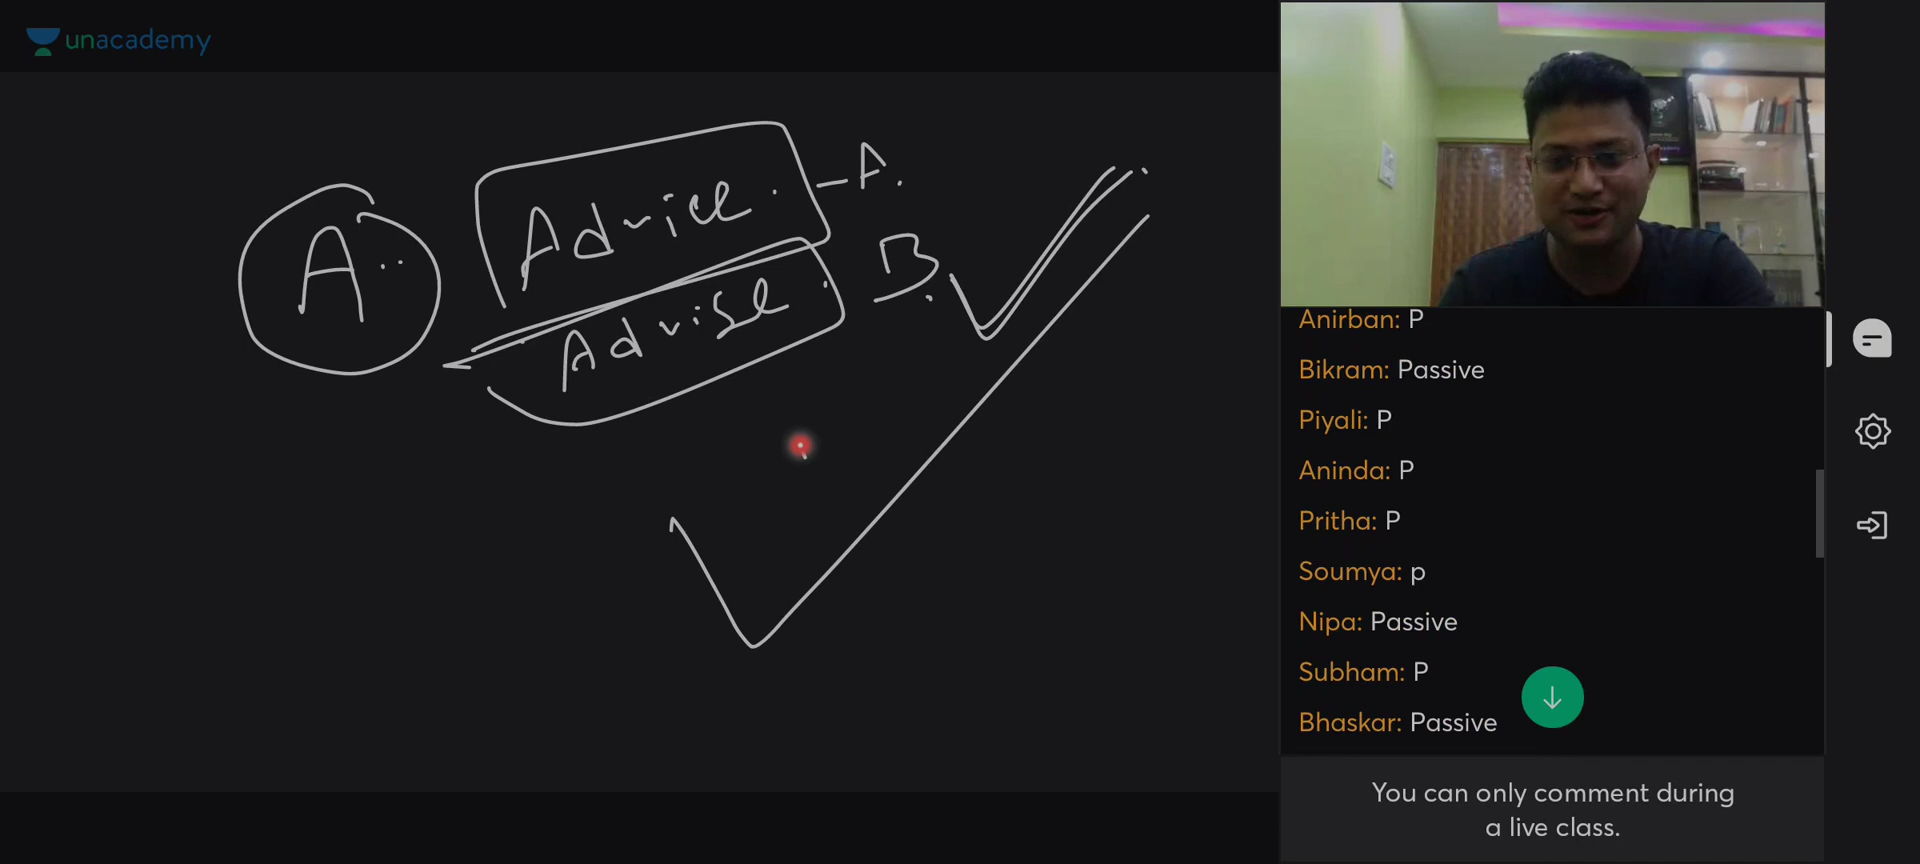 unacademy
A..
Advice. - A.
Advise. B.
Anirban: P
Bikram: Passive
Piyali: P
Aninda: P
Pritha: P
Soumya: p
Nipa: Passive
Subham: P
Bhaskar: Passive
You can only comment during
a live class.